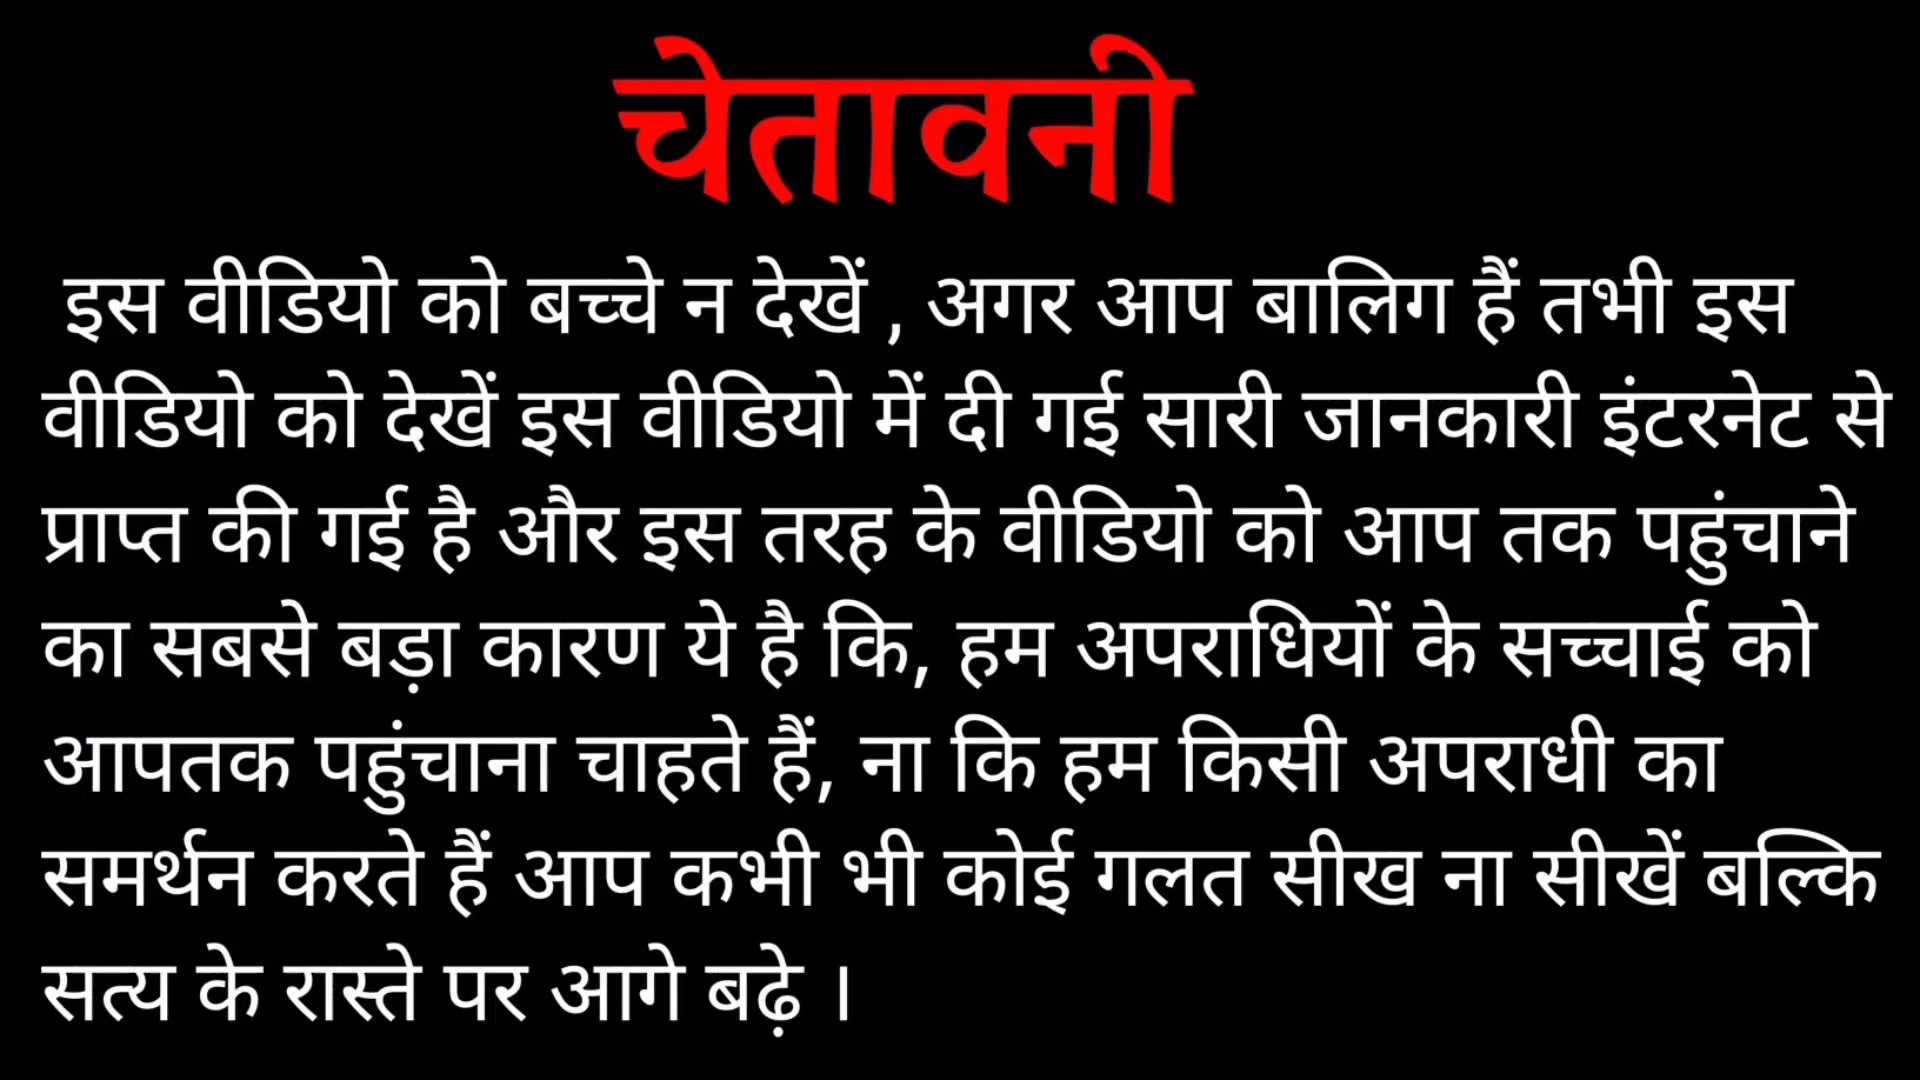 चेतावनी
इस वीडियो को बच्चे न देखें , अगर आप बालिग हैं तभी इस
वीडियो को देखें इस वीडियो में दी गई सारी जानकारी इंटरनेट से
प्राप्त की गई है और इस तरह के वीडियो को आप तक पहुंचाने
का सबसे बड़ा कारण ये है कि, हम अपराधियों के सच्चाई को
आपतक पहुंचाना चाहते हैं, ना कि हम किसी अपराधी का
समर्थन करते हैं आप कभी भी कोई गलत सीख ना सीखें बल्कि
सत्य के रास्ते पर आगे बढ़े ।